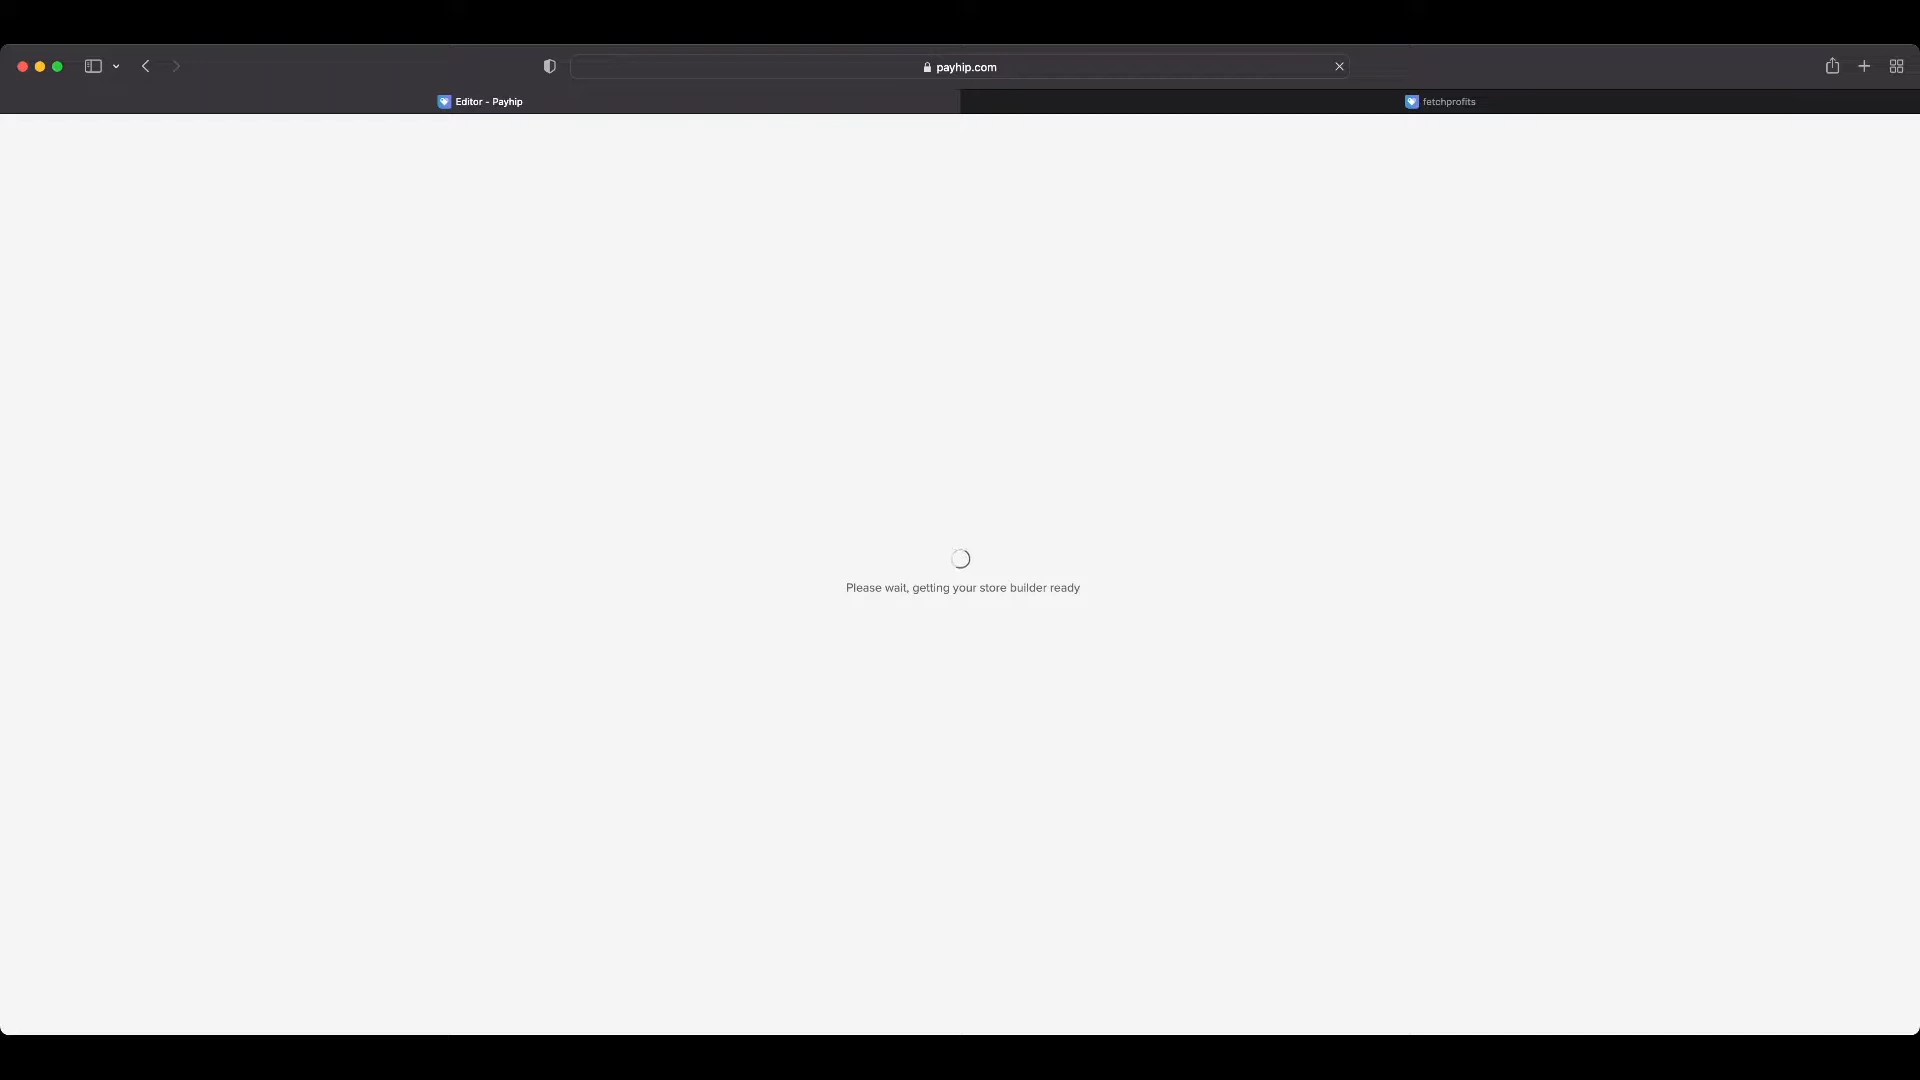 payhip.com
Editor - Payhip
fetchprofits
Please wait, getting your store builder ready